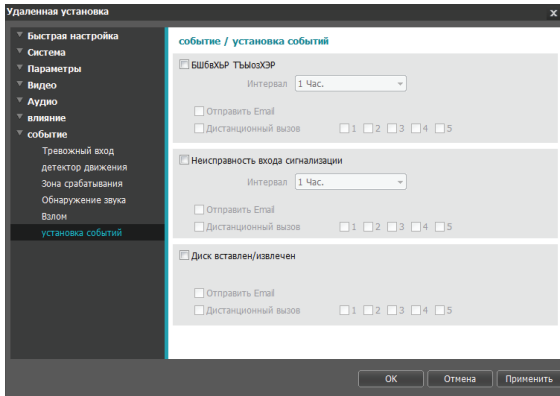 Удаленная установка x
Быстрая настройка
Система
Параметры
Видео
Аудио
влияние
событие
Тревожный вход
детектор движения
Зона срабатывания
Обнаружение звука
Взлом
установка событий
событие / установка событий
БШбвХЬР ТЪЫозХЭР
Интервал 1 Час.
Отправить Email
Дистанционный вызов 1 2 3 4 5
Неисправность входа сигнализации
Интервал 1 Час.
Отправить Email
Дистанционный вызов 1 2 3 4 5
Диск вставлен/извлечен
Отправить Email
Дистанционный вызов 1 2 3 4 5
OK Отмена Применить